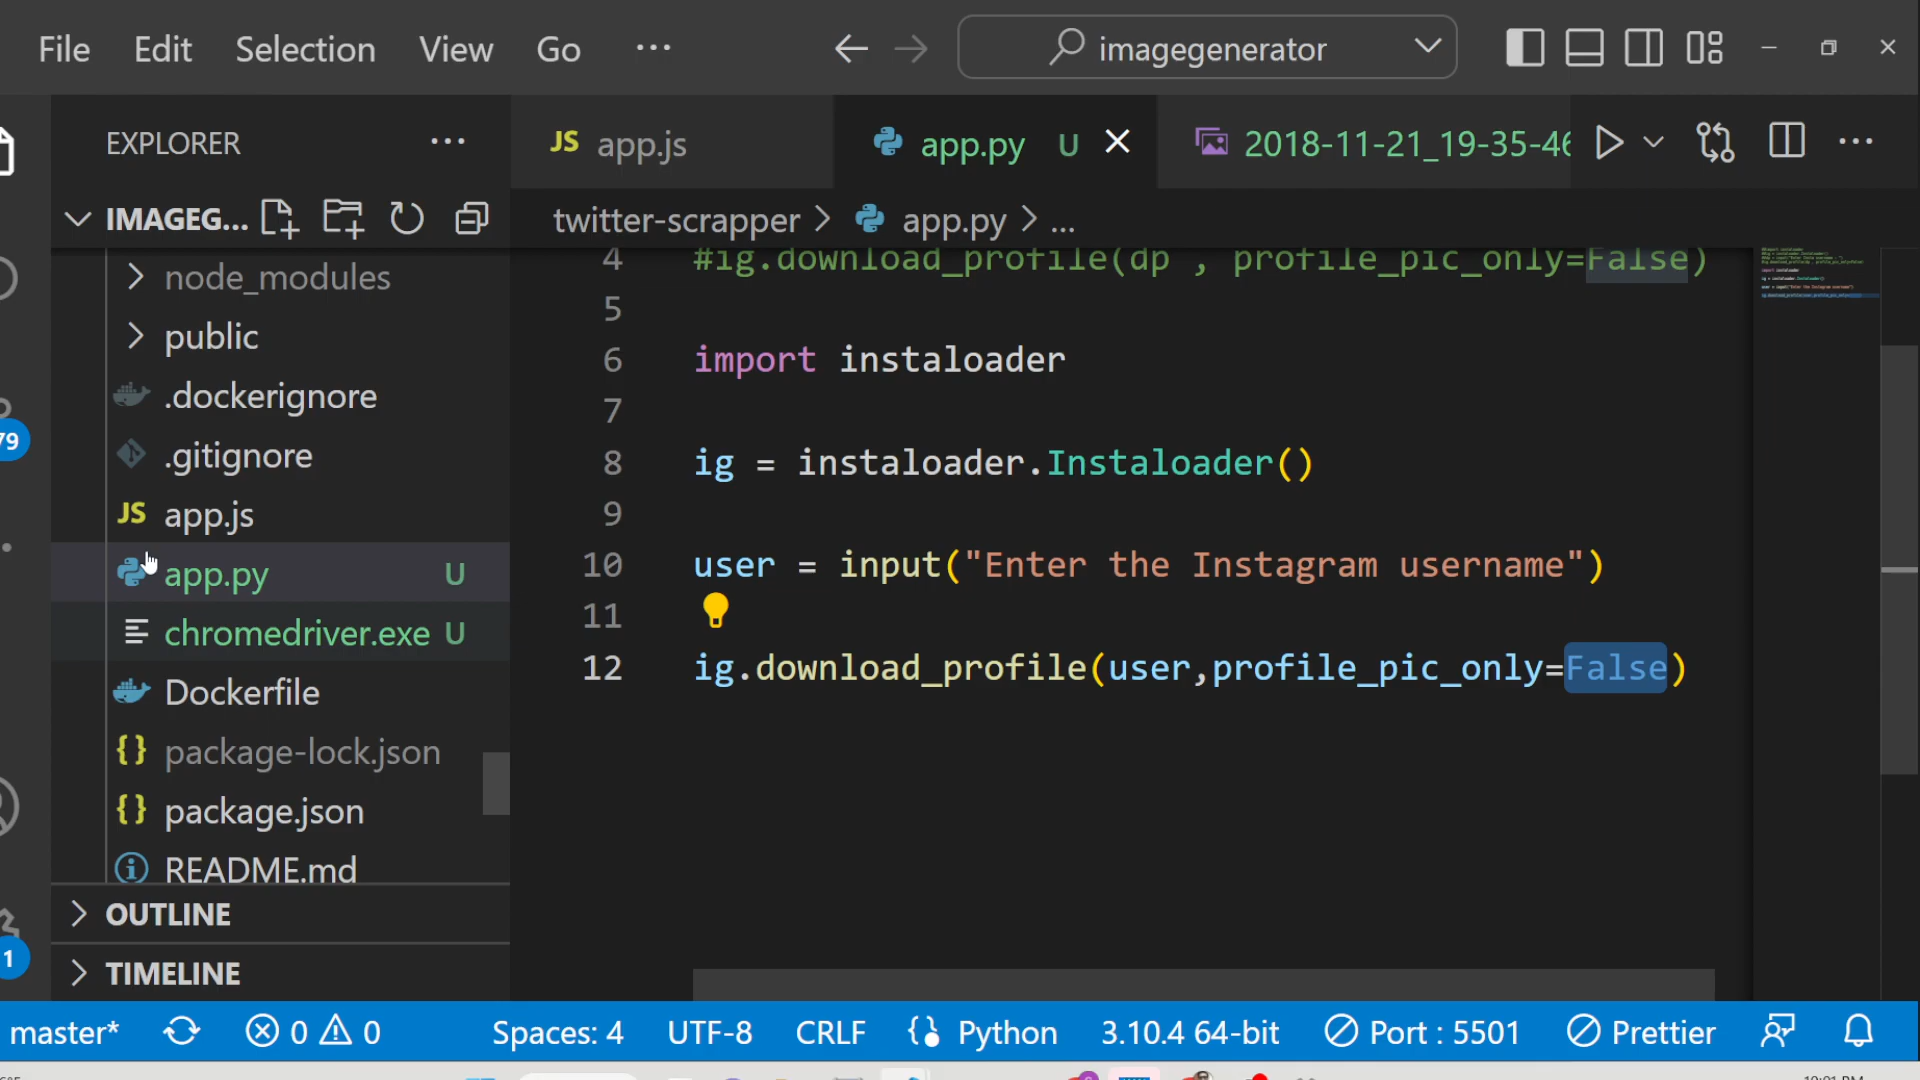 File Edit Selection View Go ···
imagegenerator
EXPLORER
JS app.js
app.py U
2018-11-21_19-35-46
IMAGEG...
twitter-scrapper > app.py > ...
node_modules
public
.dockerignore
.gitignore
JS app.js
app.py U
chromedriver.exe U
Dockerfile
{} package-lock.json
{} package.json
README.md
OUTLINE
TIMELINE
79
1
4 #ig.download_profile(dp , profile_pic_only=False)
5
6 import instaloader
7
8 ig = instaloader.Instaloader()
9
10 user = input("Enter the Instagram username")
11
12 ig.download_profile(user,profile_pic_only=False)
master* 0 0 Spaces: 4 UTF-8 CRLF {} Python 3.10.4 64-bit Port : 5501 Prettier